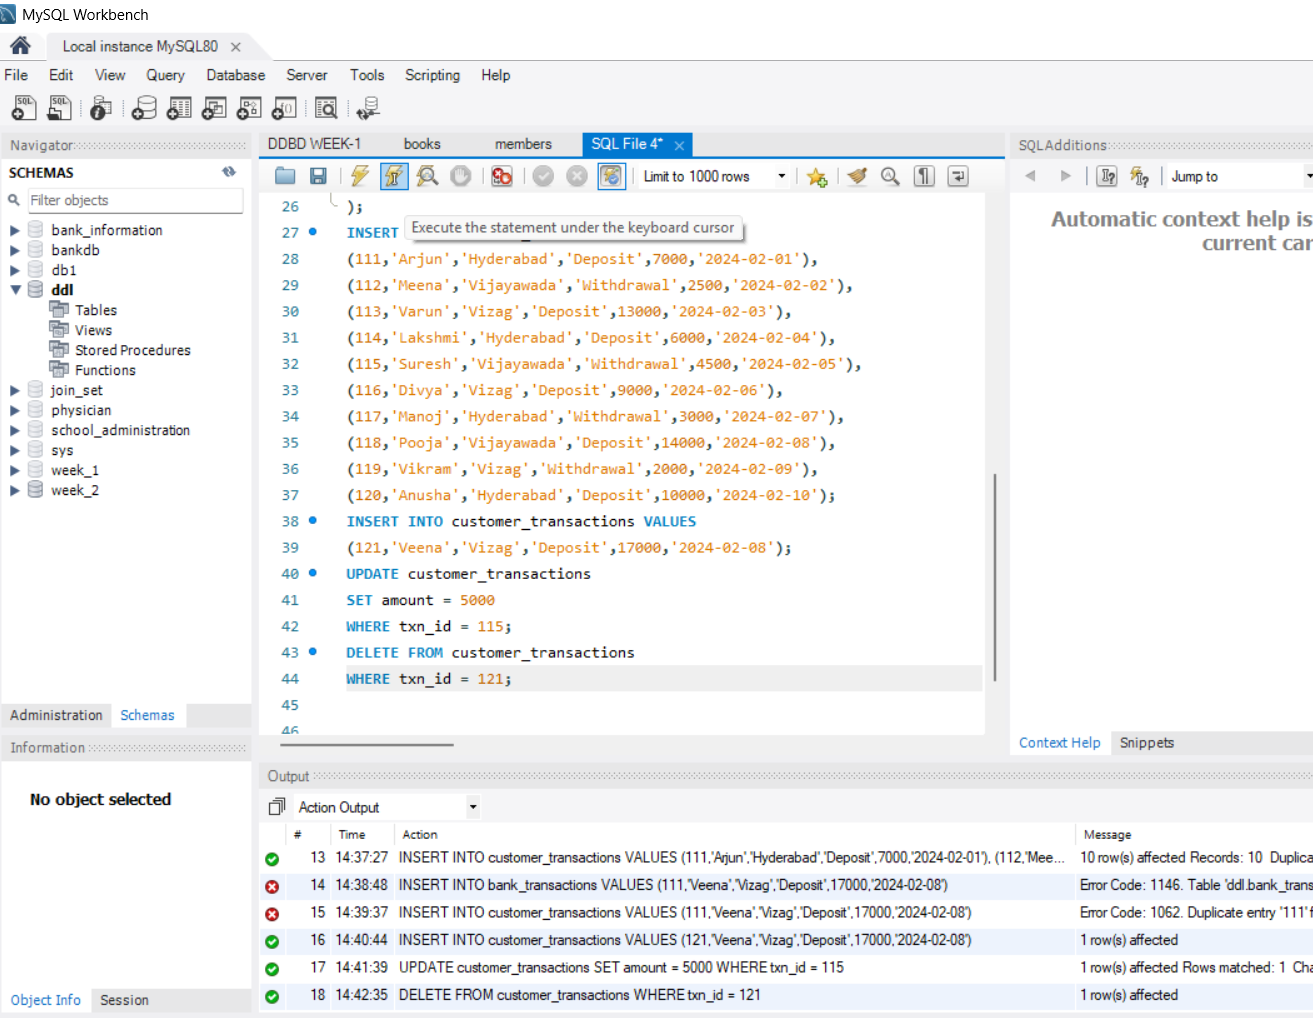 MySQL Workbench
Local instance MySQL80
File Edit View Query Database Server Tools Scripting Help
Navigator
SCHEMAS
Filter objects
bank_information
bankdb
db1
ddl
Tables
Views
Stored Procedures
Functions
join_set
physician
school_administration
sys
week_1
week_2
Administration Schemas
Information
No object selected
Object Info Session
DDBD WEEK-1 books members SQL File 4*
Limit to 1000 rows
Execute the statement under the keyboard cursor
26 );
27 INSERT
28 (111,'Arjun','Hyderabad','Deposit',7000,'2024-02-01'),
29 (112,'Meena','Vijayawada','Withdrawal',2500,'2024-02-02'),
30 (113,'Varun','Vizag','Deposit',13000,'2024-02-03'),
31 (114,'Lakshmi','Hyderabad','Deposit',6000,'2024-02-04'),
32 (115,'Suresh','Vijayawada','Withdrawal',4500,'2024-02-05'),
33 (116,'Divya','Vizag','Deposit',9000,'2024-02-06'),
34 (117,'Manoj','Hyderabad','Withdrawal',3000,'2024-02-07'),
35 (118,'Pooja','Vijayawada','Deposit',14000,'2024-02-08'),
36 (119,'Vikram','Vizag','Withdrawal',2000,'2024-02-09'),
37 (120,'Anusha','Hyderabad','Deposit',10000,'2024-02-10');
38 INSERT INTO customer_transactions VALUES
39 (121,'Veena','Vizag','Deposit',17000,'2024-02-08');
40 UPDATE customer_transactions
41 SET amount = 5000
42 WHERE txn_id = 115;
43 DELETE FROM customer_transactions
44 WHERE txn_id = 121;
45
46
SQLAdditions
Jump to
Automatic context help is
current car
Context Help Snippets
Output
Action Output
# Time Action Message
13 14:37:27 INSERT INTO customer_transactions VALUES (111,'Arjun','Hyderabad','Deposit',7000,'2024-02-01'), (112,'Mee... 10 row(s) affected Records: 10 Duplica
14 14:38:48 INSERT INTO bank_transactions VALUES (111,'Veena','Vizag','Deposit',17000,'2024-02-08') Error Code: 1146. Table 'ddl.bank_trans
15 14:39:37 INSERT INTO customer_transactions VALUES (111,'Veena','Vizag','Deposit',17000,'2024-02-08') Error Code: 1062. Duplicate entry '111' f
16 14:40:44 INSERT INTO customer_transactions VALUES (121,'Veena','Vizag','Deposit',17000,'2024-02-08') 1 row(s) affected
17 14:41:39 UPDATE customer_transactions SET amount = 5000 WHERE txn_id = 115 1 row(s) affected Rows matched: 1 Cha
18 14:42:35 DELETE FROM customer_transactions WHERE txn_id = 121 1 row(s) affected